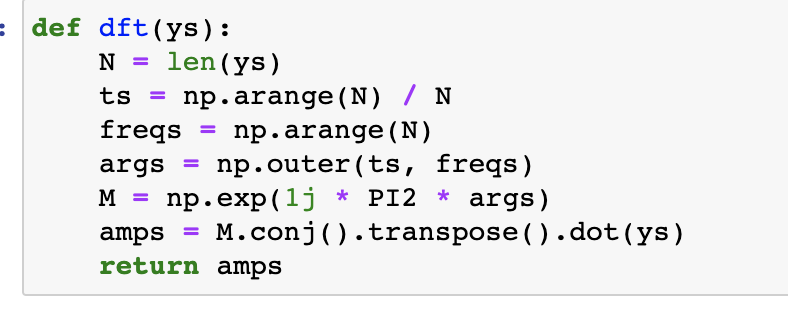 : def dft(ys):
    N = len(ys)
    ts = np.arange(N) / N
    freqs = np.arange(N)
    args = np.outer(ts, freqs)
    M = np.exp(1j * PI2 * args)
    amps = M.conj().transpose().dot(ys)
    return amps